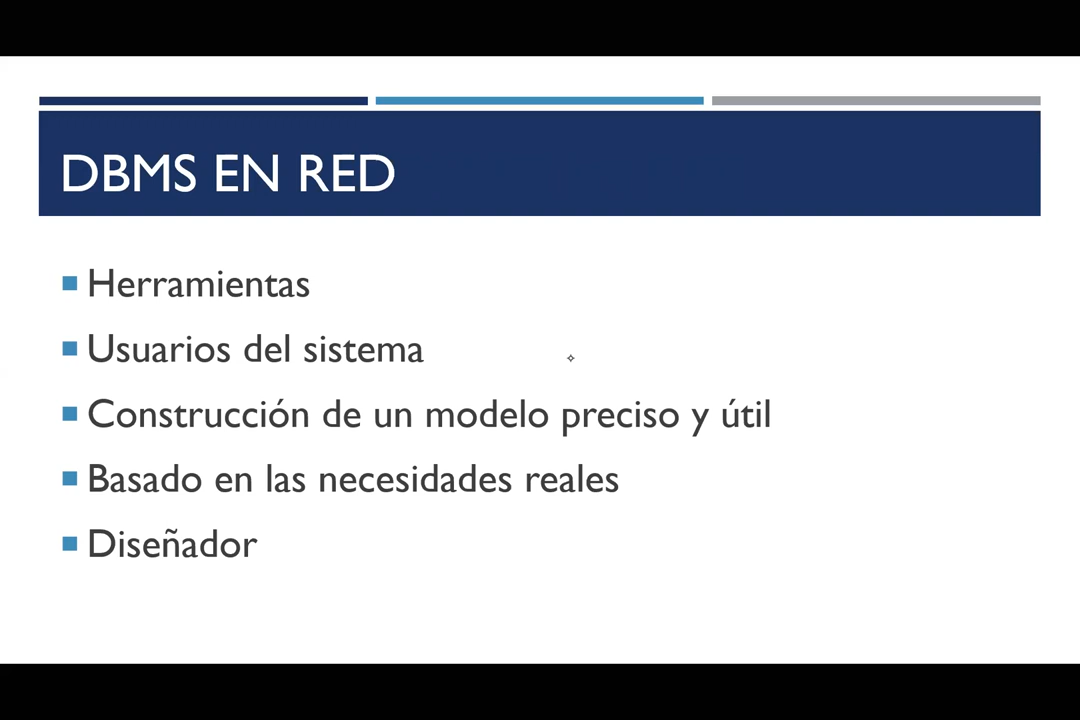 DBMS EN RED
Herramientas
Usuarios del sistema
Construcción de un modelo preciso y útil
Basado en las necesidades reales
Diseñador